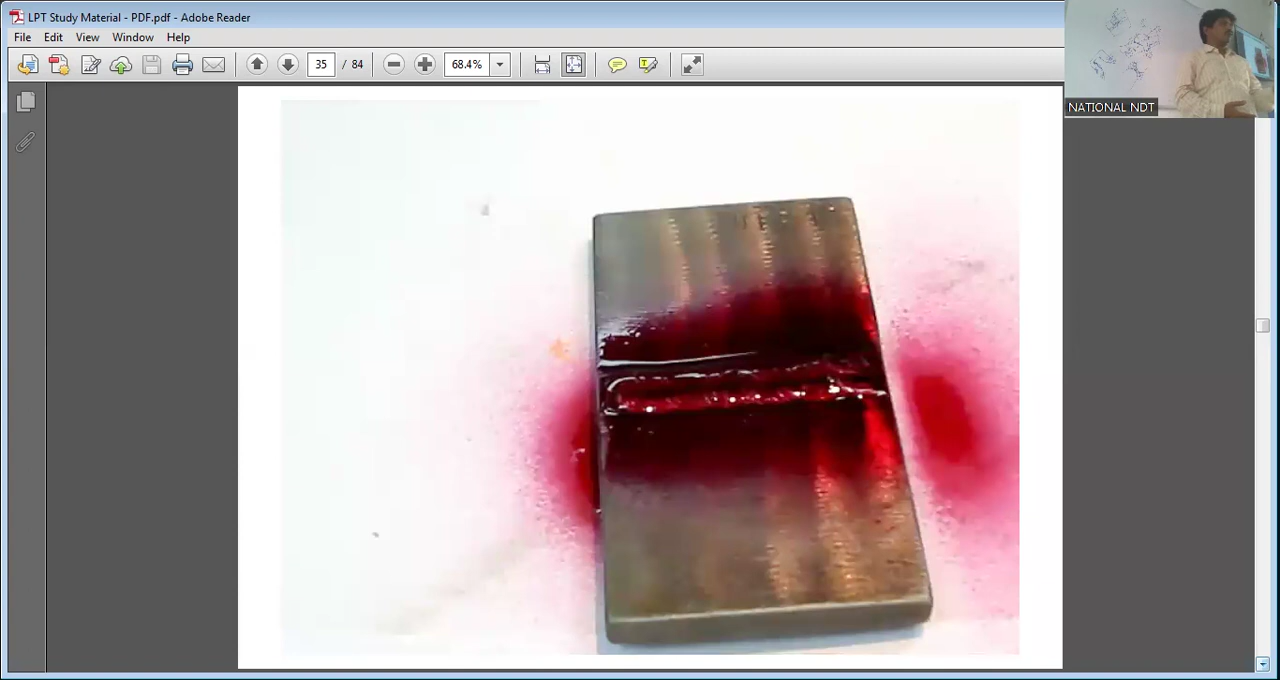 LPT Study Material - PDF.pdf - Adobe Reader
File Edit View Window Help
35 / 84 68.4%
NATIONAL NDT